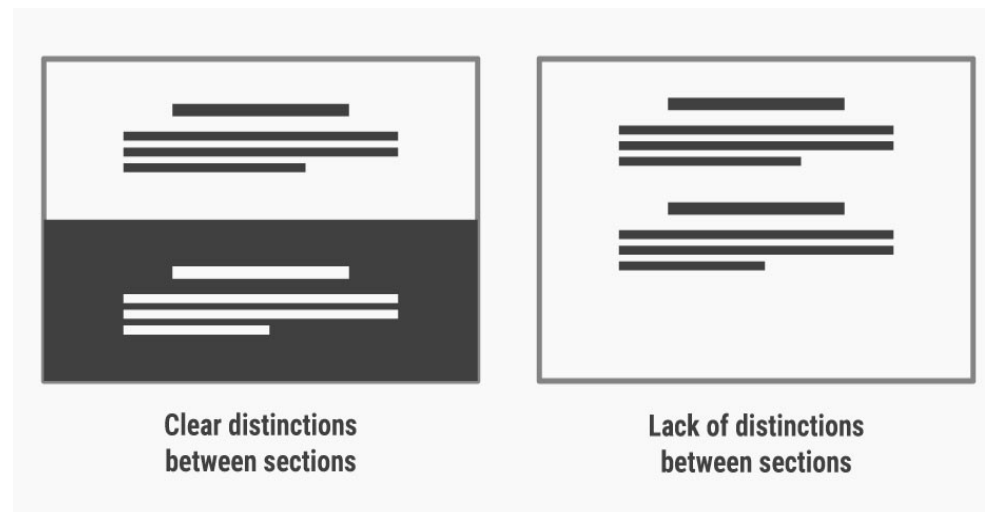 Clear distinctions
between sections
Lack of distinctions
between sections